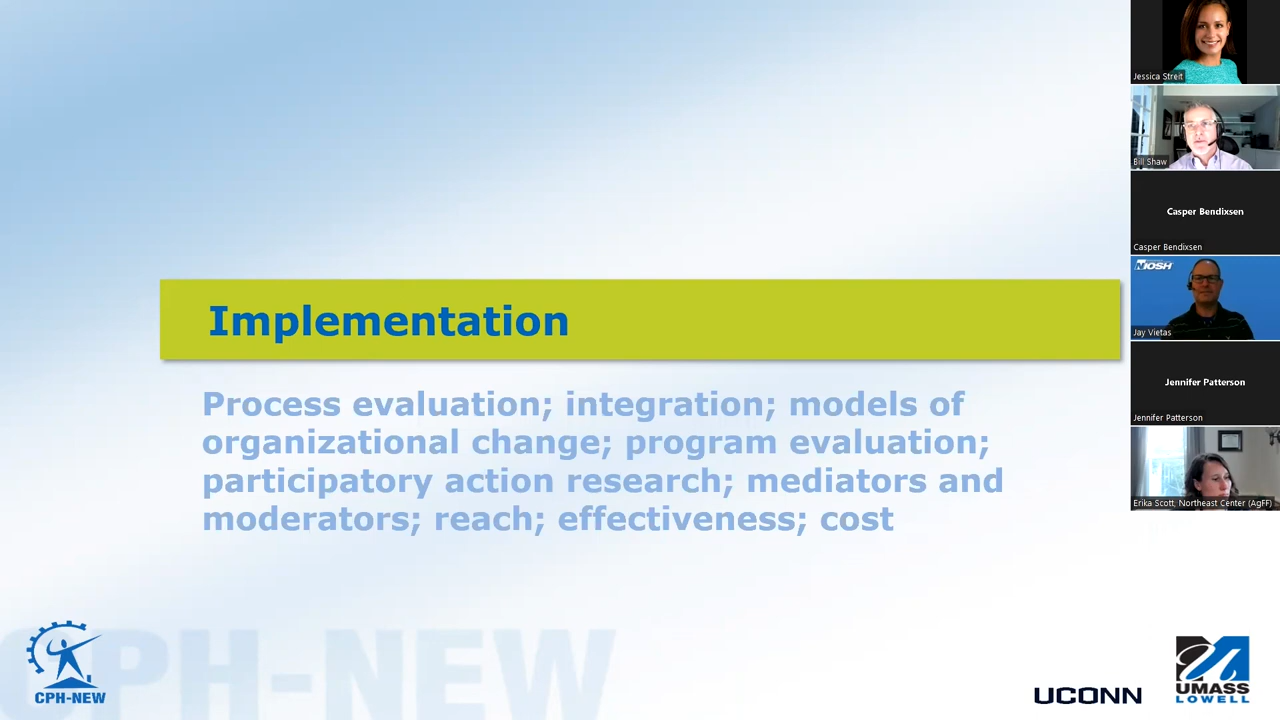 Implementation
Process evaluation; integration; models of
organizational change; program evaluation;
participatory action research; mediators and
moderators; reach; effectiveness; cost
CPH-NEW
CPH-NEW
UCONN
UMASS
LOWELL
Jessica Streit
Bill Shaw
Casper Bendixsen
Casper Bendixsen
NIOSH
Jay Vietas
Jennifer Patterson
Jennifer Patterson
Erika Scott, Northeast Center (AgFF)